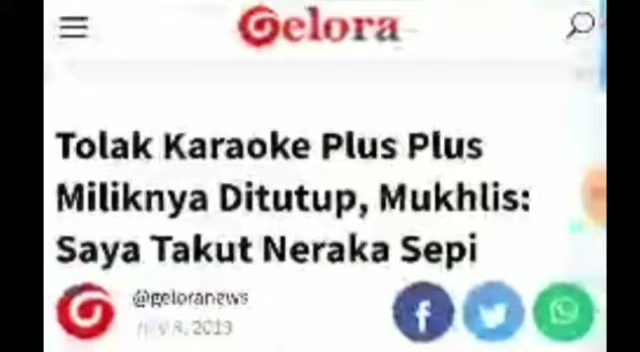 Gelora
Tolak Karaoke Plus Plus
Miliknya Ditutup, Mukhlis:
Saya Takut Neraka Sepi
@geloranews